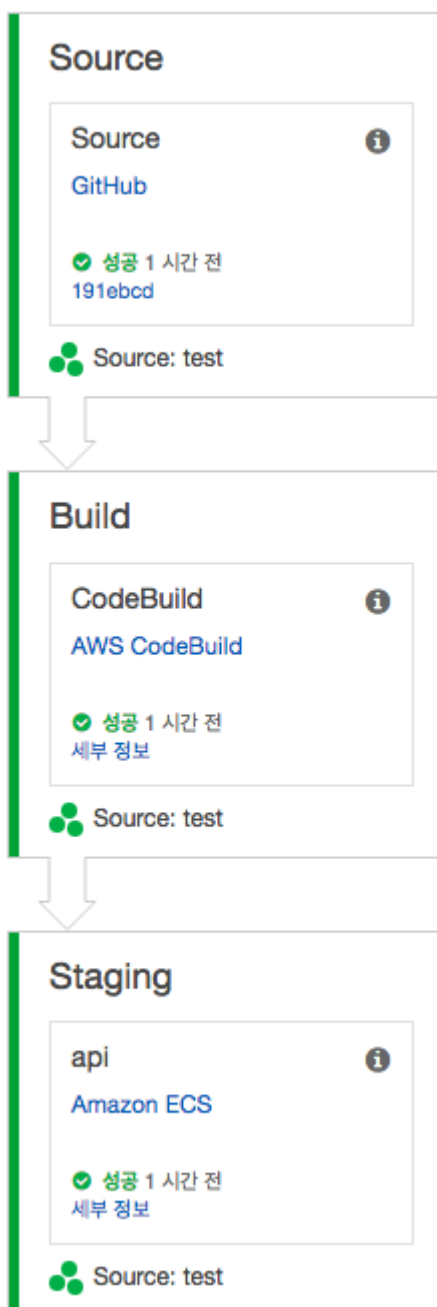 Source
Source
GitHub
성공 1 시간 전
191ebcd
Source: test
Build
CodeBuild
AWS CodeBuild
성공 1 시간 전
세부 정보
Source: test
Staging
api
Amazon ECS
성공 1 시간 전
세부 정보
Source: test